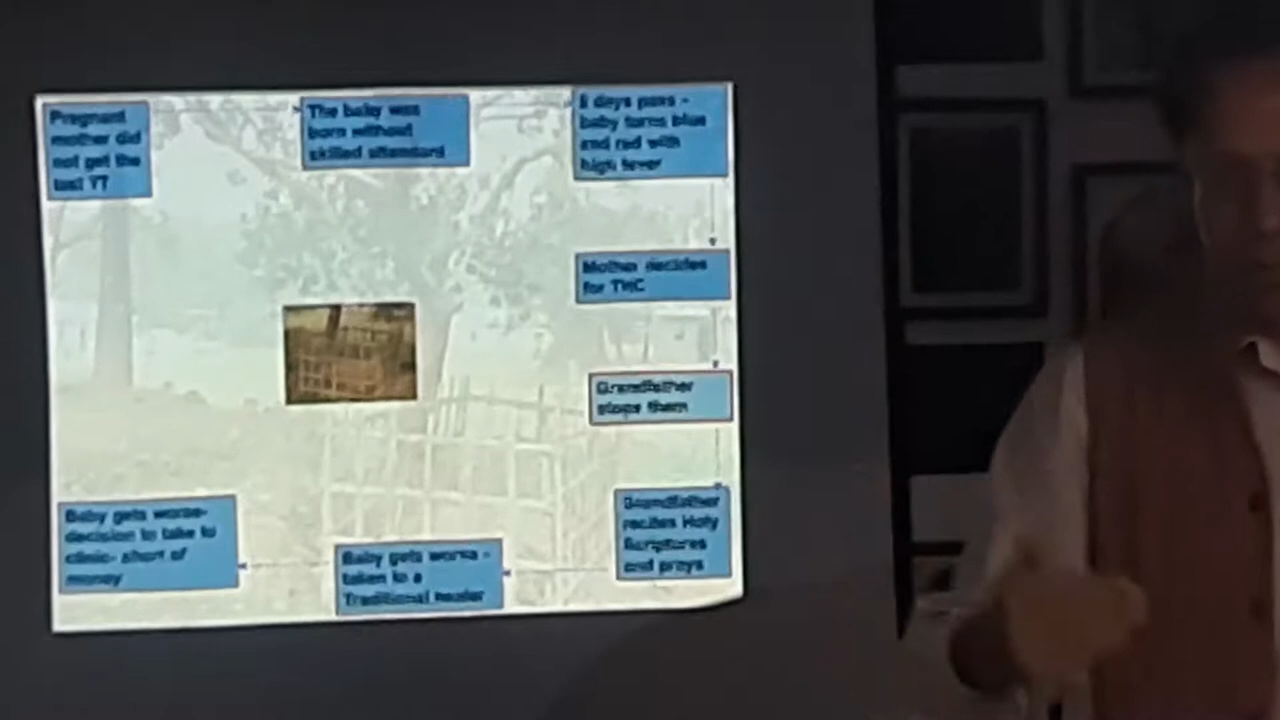 Pregnant
mother did
not get the
last TT
The baby was
born without
skilled attendant
5 days pass -
baby turns blue
and red with
high fever
Mother decides
for THC
Grandfather
stops them
Grandfather
recites Holy
Scriptures
and prays
Baby gets worse -
taken to a
Traditional healer
Baby gets worse-
decision to take to
clinic- short of
money